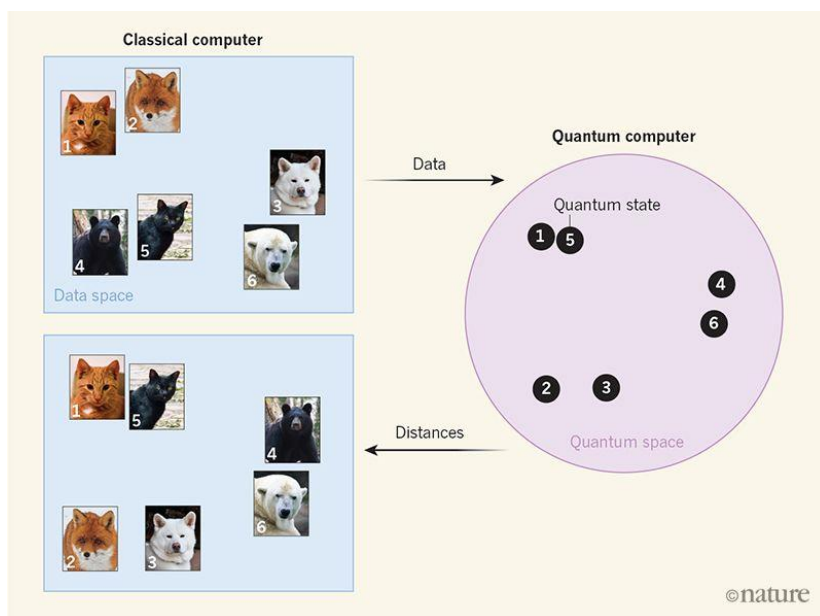 Classical computer
1
2
3
4
5
6
Data space
Data
Quantum computer
Quantum state
1
5
4
6
2
3
Quantum space
Distances
1
5
4
6
2
3
©nature